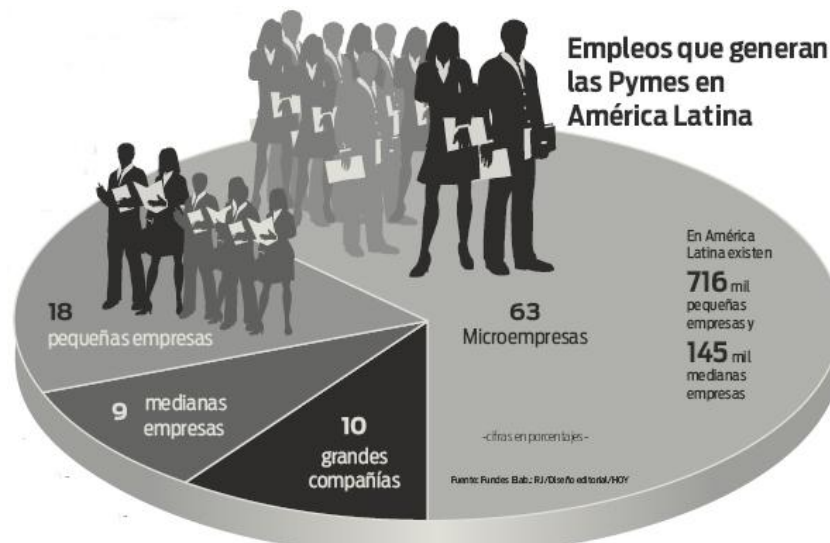 Empleos que generan
las Pymes en
América Latina
En América
Latina existen
716 mil
pequeñas
empresas y
145 mil
medianas
empresas
18
pequeñas empresas
63
Microempresas
9 medianas
empresas
10
grandes
compañías
-cifras en porcentajes-
Fuente: Fundes Elab.: RJ/Diseño editorial/HOY